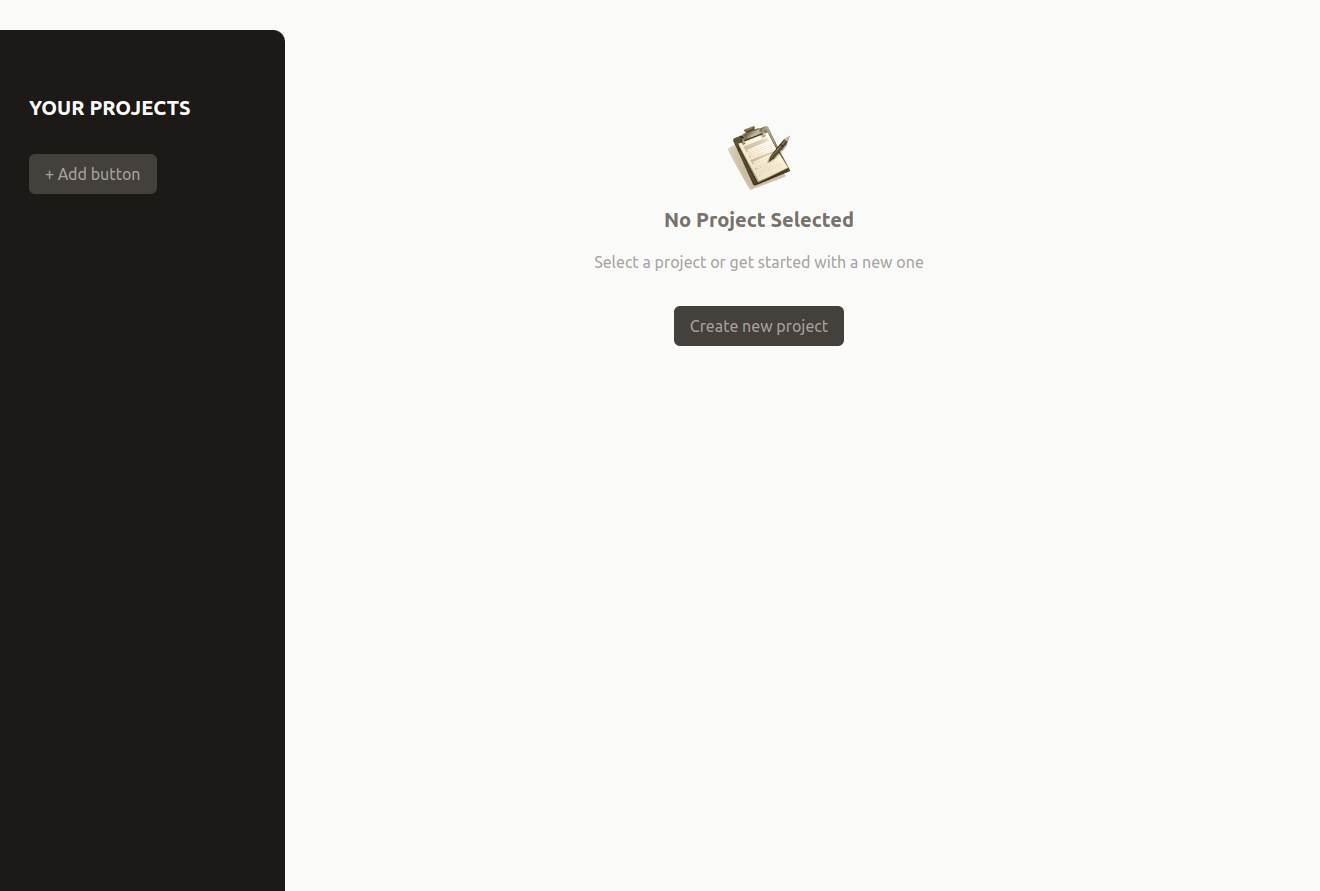 YOUR PROJECTS
+ Add button
No Project Selected
Select a project or get started with a new one
Create new project